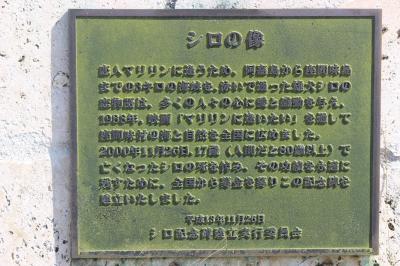 シロの像
恋人マリリンに逢うため、阿嘉島から座間味島
までの3キロの海峡を、泳いで渡った雄犬シロの
恋物語は、多くの人々の心に愛と感動を与え、
1988年、映画「マリリンに逢いたい」を通して
座間味村の海と自然を全国に広めました。
2000年11月26日、17歳(人間だと80歳以上)で
亡くなったシロの死を悼み、その功績を永遠に
残すために、全国から募金を募りこの記念碑を
建立いたしました。
平成13年11月26日
シロ記念碑建立実行委員会